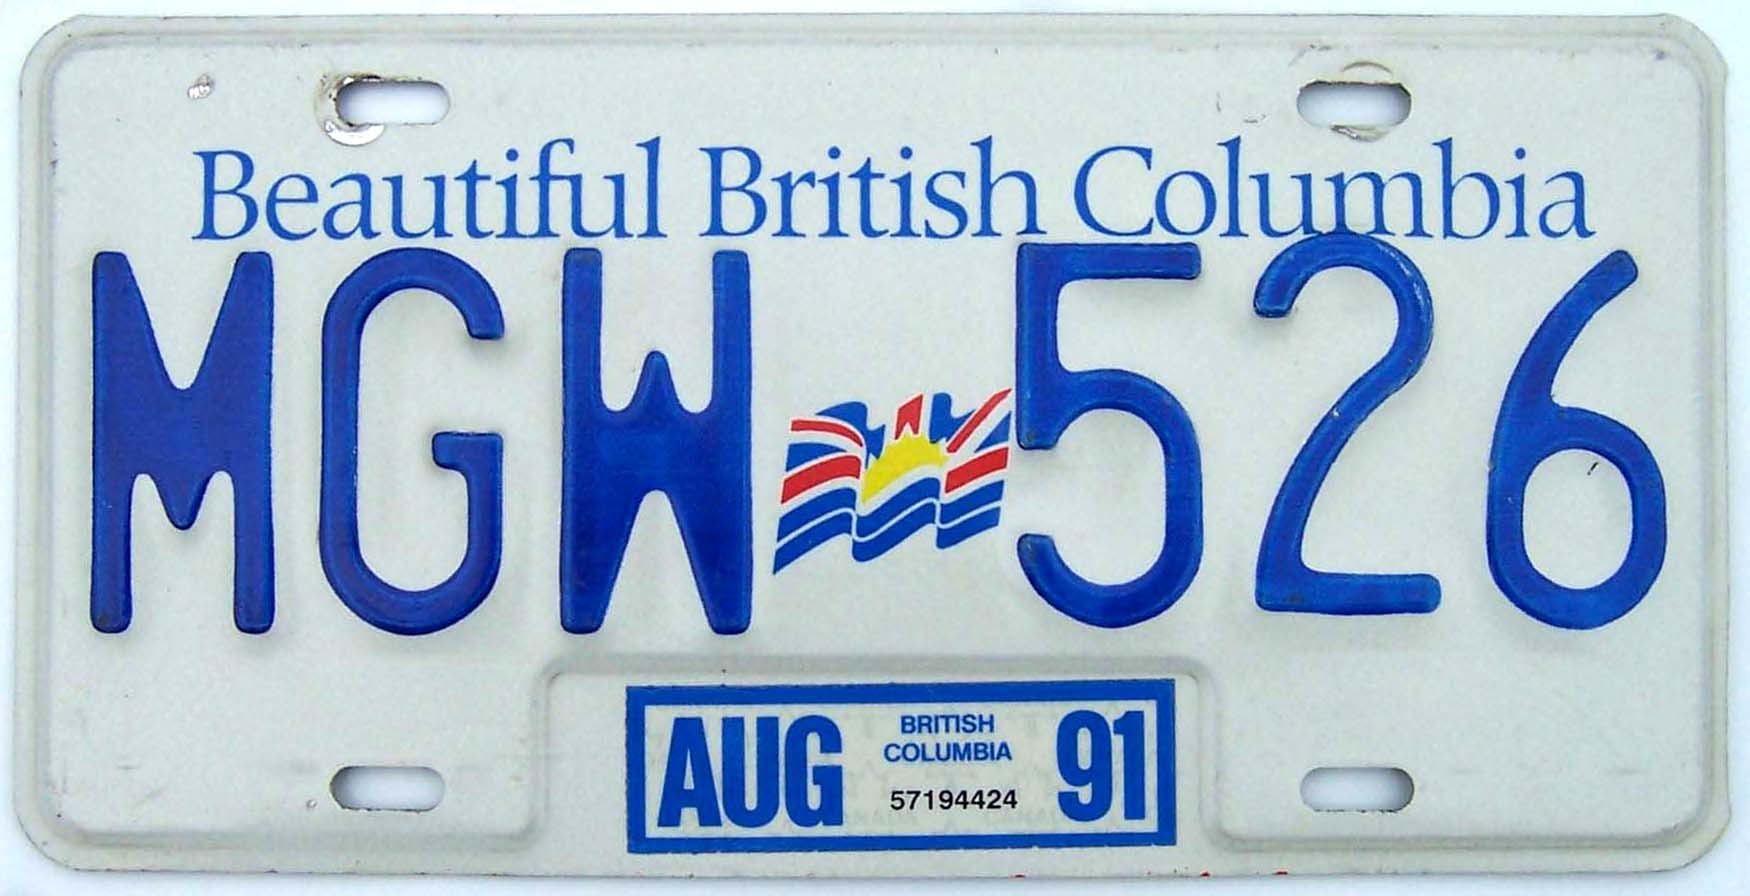 Beautiful British Columbia
MGW 526
AUG BRITISH COLUMBIA 91
57194424